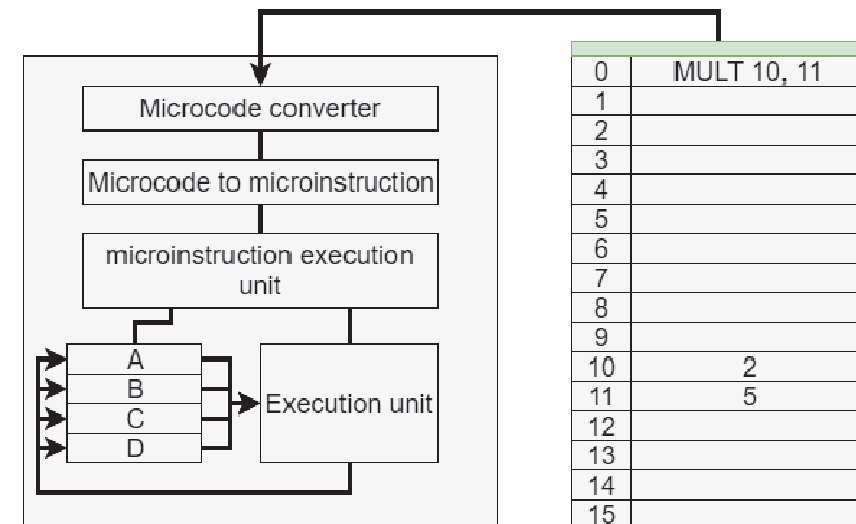 Microcode converter
Microcode to microinstruction
microinstruction execution
unit
A
B
C
D
Execution unit
0 MULT 10, 11
1
2
3
4
5
6
7
8
9
10 2
11 5
12
13
14
15